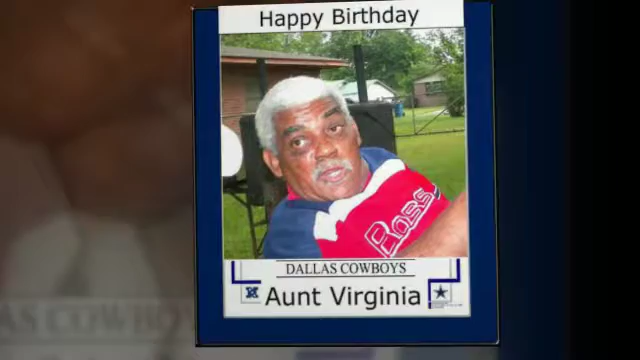 Happy Birthday
Boss
DALLAS COWBOYS
Aunt Virginia